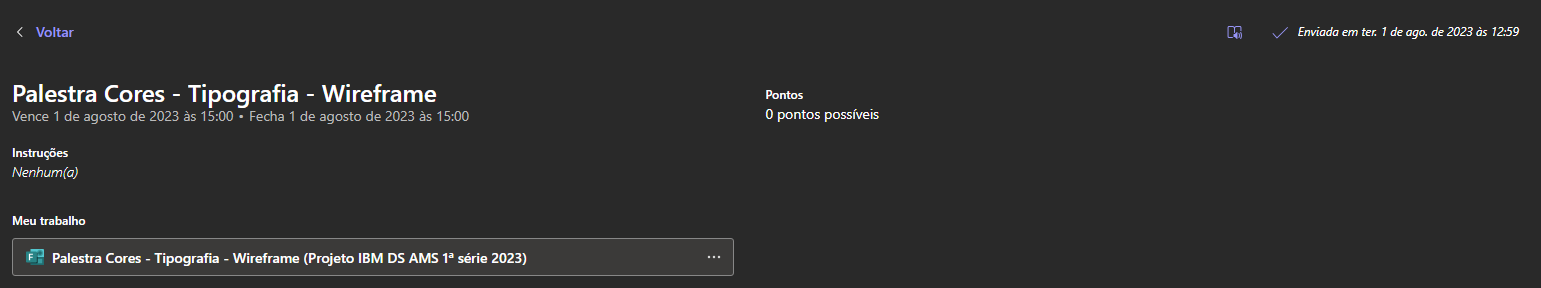 Voltar
Enviada em ter. 1 de ago. de 2023 às 12:59
Palestra Cores - Tipografia - Wireframe
Vence 1 de agosto de 2023 às 15:00 • Fecha 1 de agosto de 2023 às 15:00
Pontos
0 pontos possíveis
Instruções
Nenhum(a)
Meu trabalho
Palestra Cores - Tipografia - Wireframe (Projeto IBM DS AMS 1ª série 2023)